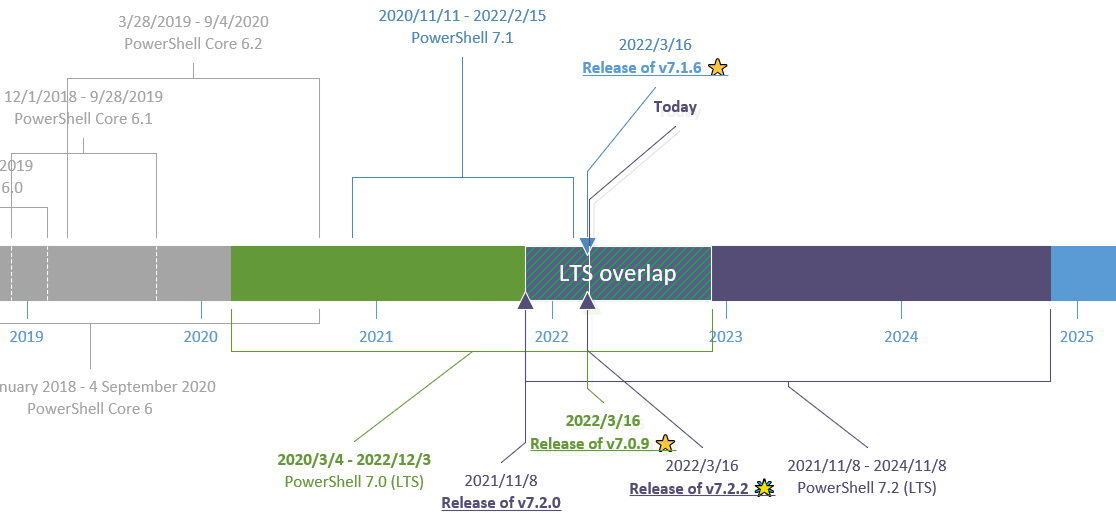 3/28/2019 - 9/4/2020
PowerShell Core 6.2
2020/11/11 - 2022/2/15
PowerShell 7.1
2022/3/16
Release of v7.1.6
12/1/2018 - 9/28/2019
PowerShell Core 6.1
Today
2019
6.0
LTS overlap
2019
2020
2021
2022
2023
2024
2025
nuary 2018 - 4 September 2020
PowerShell Core 6
2022/3/16
Release of v7.0.9
2020/3/4 - 2022/12/3
PowerShell 7.0 (LTS)
2021/11/8
Release of v7.2.0
2022/3/16
Release of v7.2.2
2021/11/8 - 2024/11/8
PowerShell 7.2 (LTS)